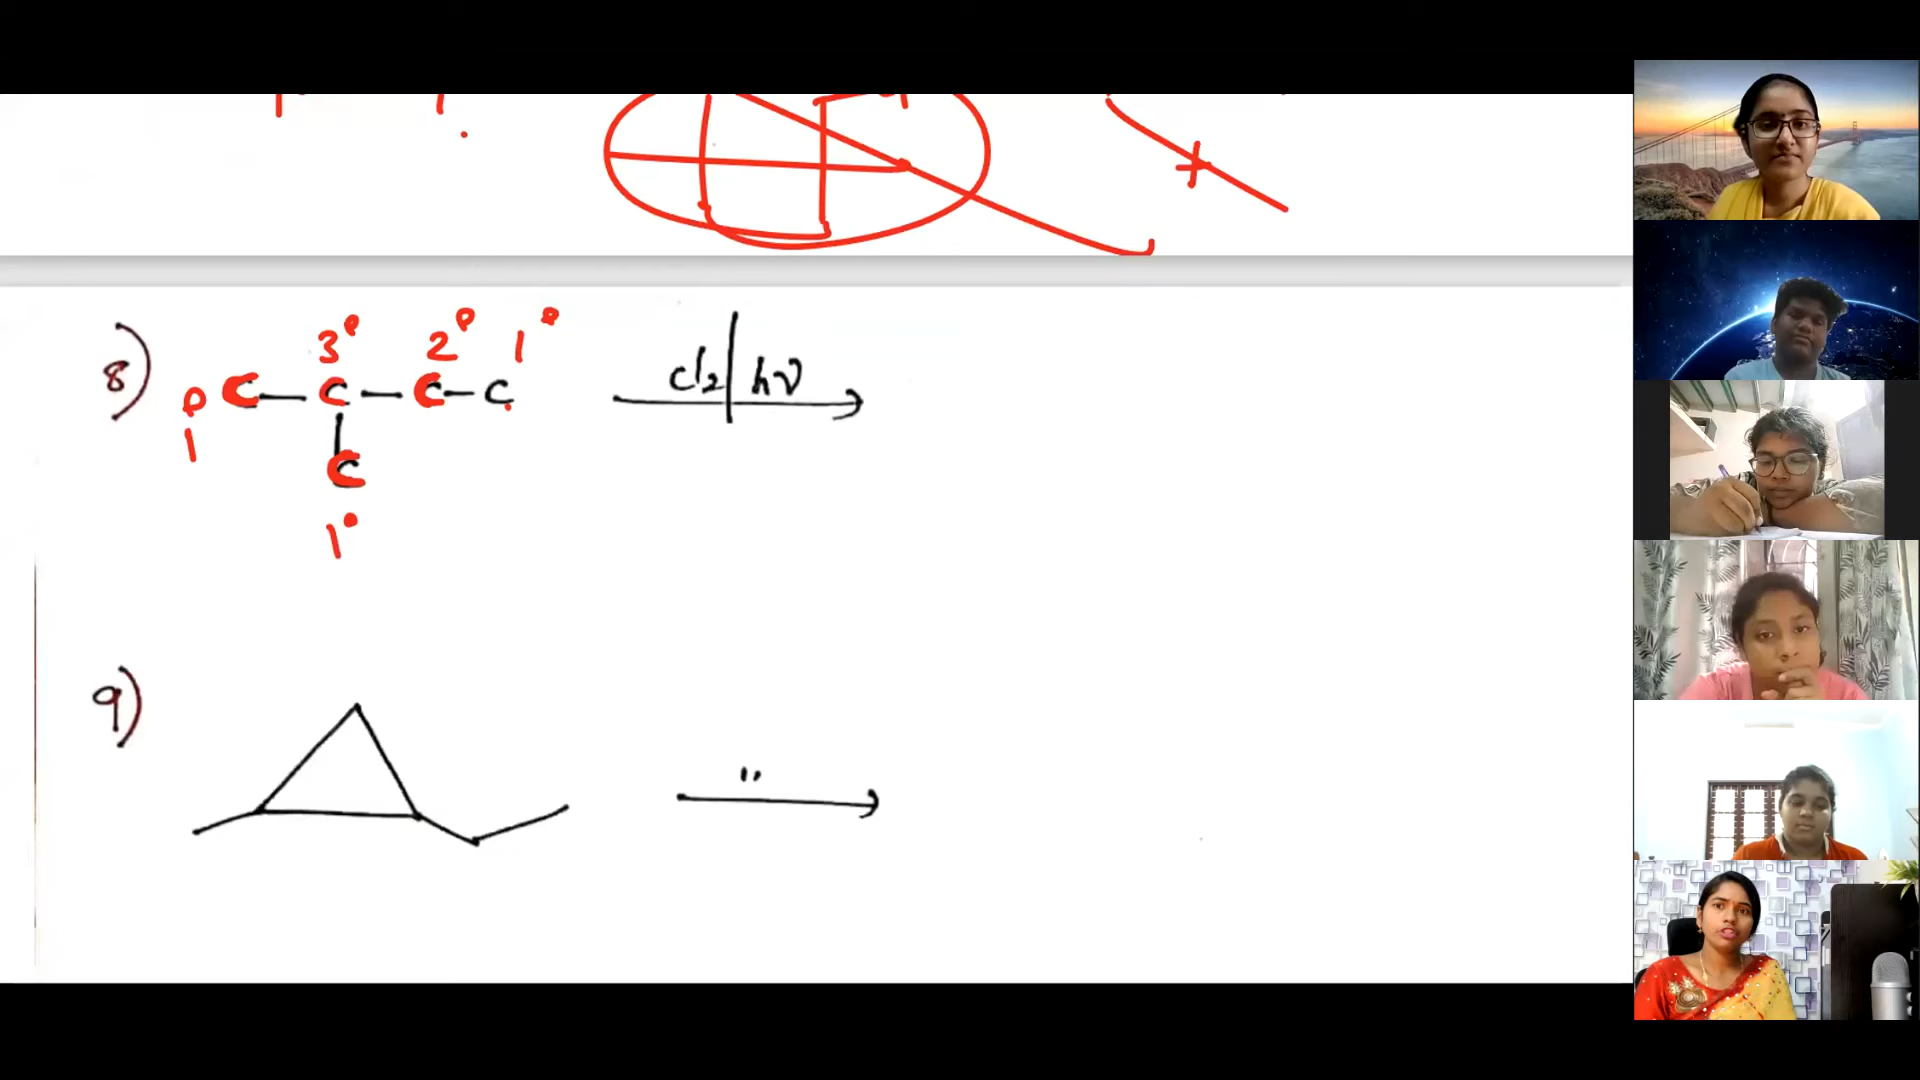 8)
3° 2° 1°
1° C — C — C - C
C
1°
Cl2 | hν
9)
"